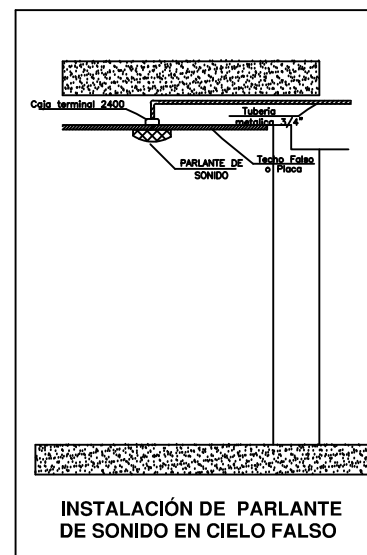 Caja terminal 2400
Tubería
metalica 3/4"
PARLANTE DE
SONIDO
Techo Falso
o Placa
INSTALACIÓN DE PARLANTE
DE SONIDO EN CIELO FALSO